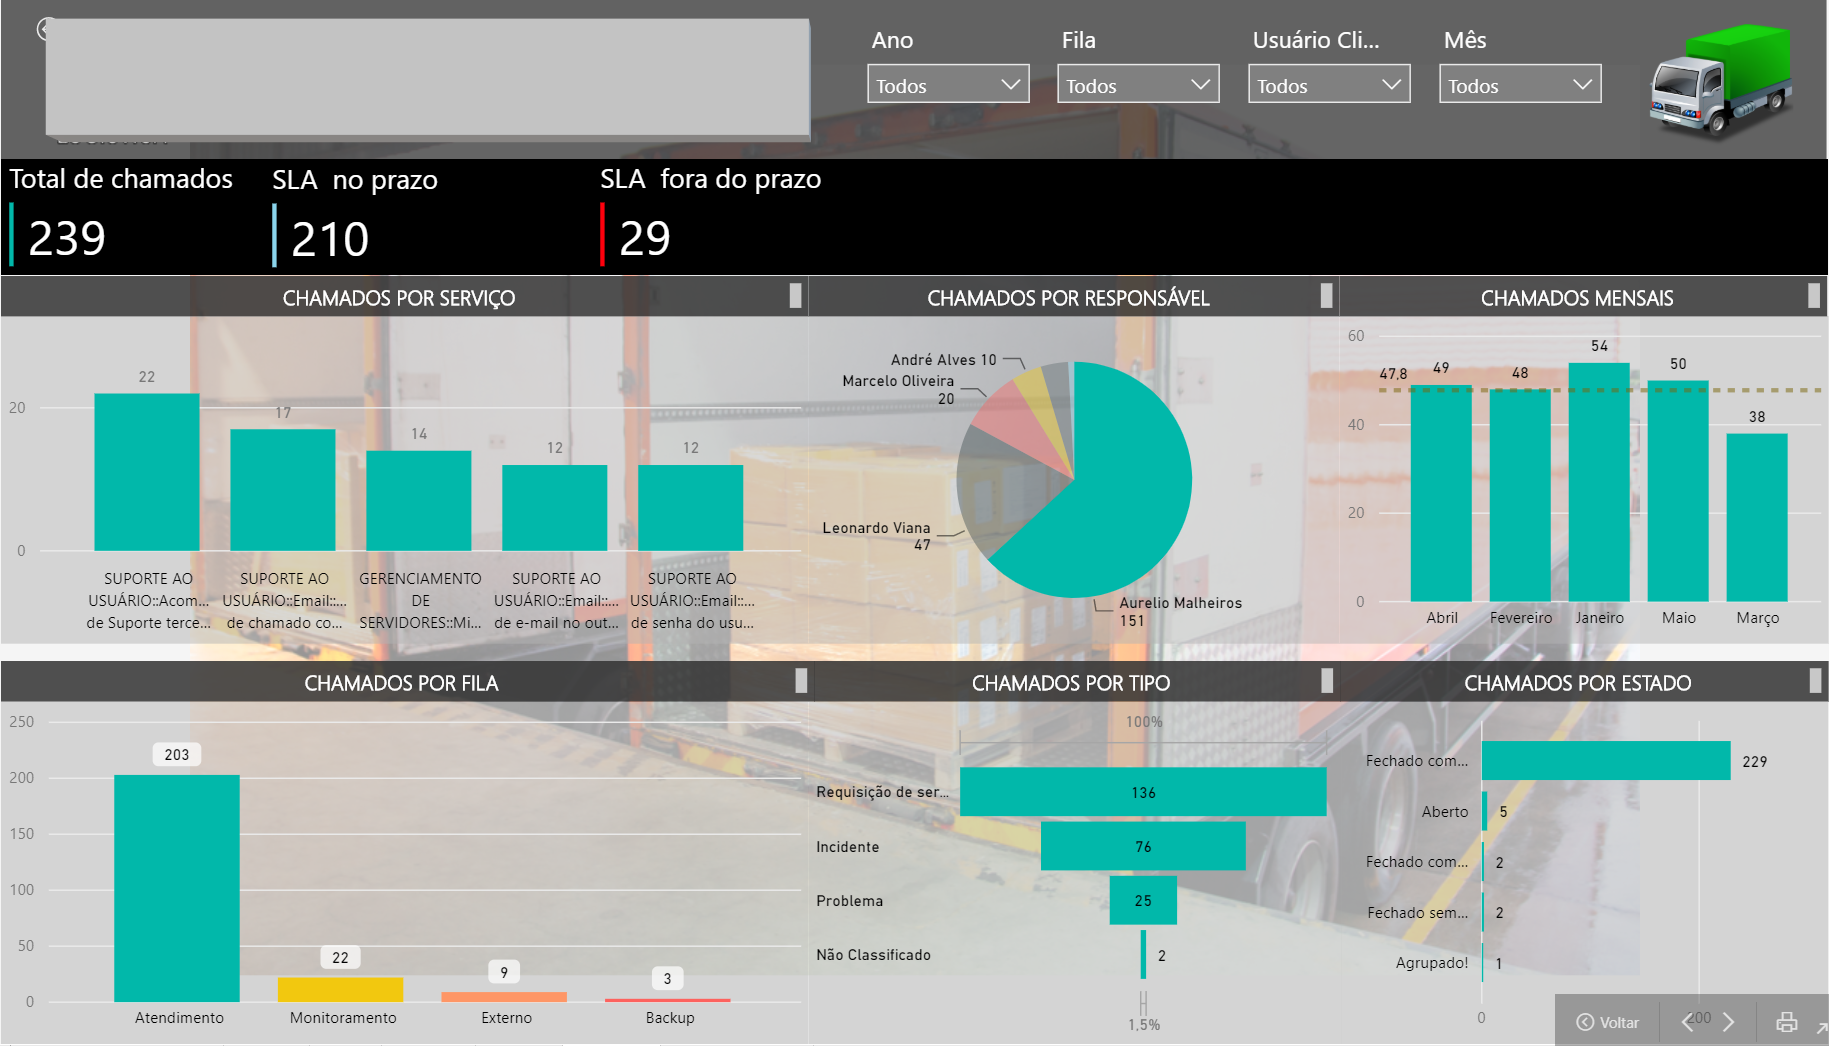 Ano
Fila
Usuário Cli...
Mês
Todos
Todos
Todos
Todos
Total de chamados
SLA no prazo
SLA fora do prazo
239
210
29
CHAMADOS POR SERVIÇO
22
17
14
12
12
20
0
SUPORTE AO
USUÁRIO::Acom...
de Suporte terce...
SUPORTE AO
USUÁRIO::Email::...
de chamado co...
GERENCIAMENTO
DE
SERVIDORES::Mi...
SUPORTE AO
USUÁRIO::Email::...
de e-mail no out...
SUPORTE AO
USUÁRIO::Email::...
de senha do usu...
CHAMADOS POR RESPONSÁVEL
André Alves 10
Marcelo Oliveira
20
Leonardo Viana
47
Aurelio Malheiros
151
CHAMADOS MENSAIS
60
40
20
0
47,8
49
48
54
50
38
Abril
Fevereiro
Janeiro
Maio
Março
CHAMADOS POR FILA
250
200
150
100
50
0
203
22
9
3
Atendimento
Monitoramento
Externo
Backup
CHAMADOS POR TIPO
100%
Requisição de ser...
136
Incidente
76
Problema
25
Não Classificado
2
1,5%
CHAMADOS POR ESTADO
Fechado com...
229
Aberto
5
Fechado com...
2
Fechado sem...
2
Agrupado!
1
0
200
Voltar